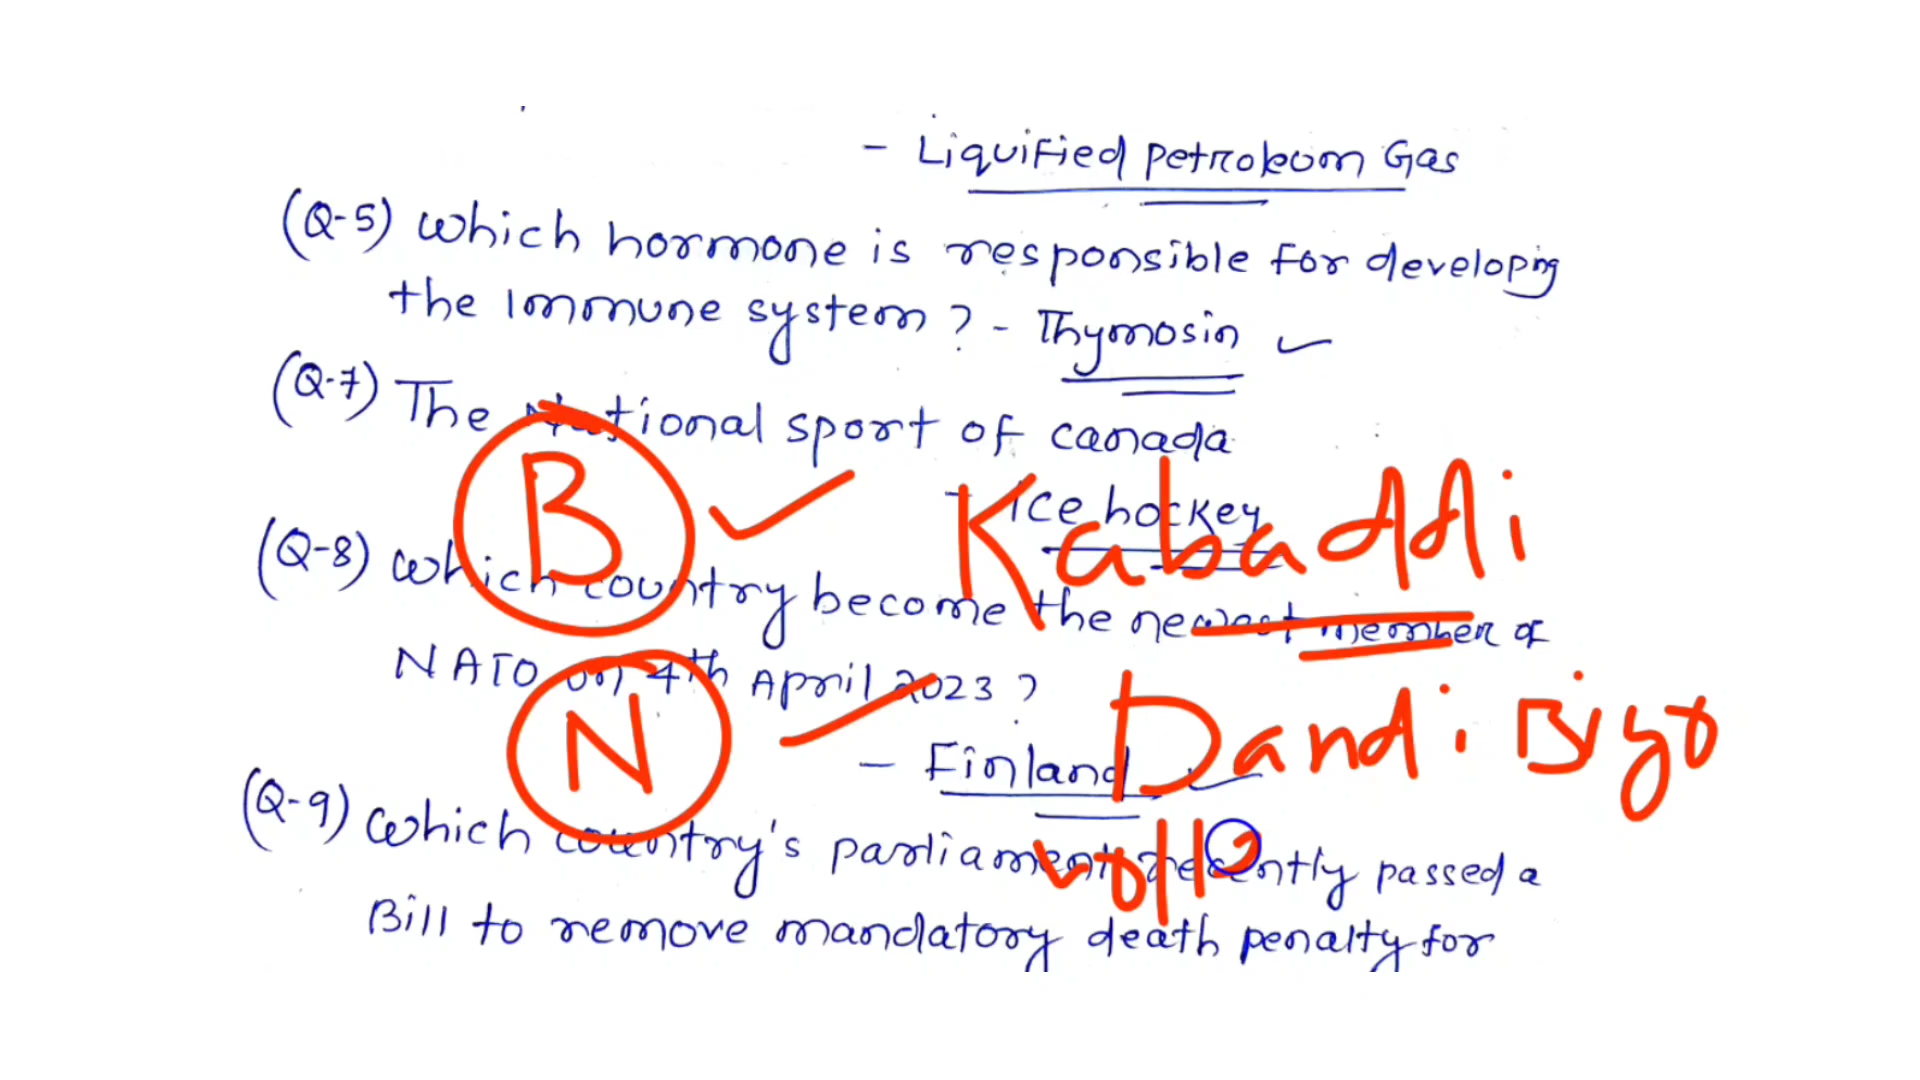 - Liquified petroleum Gas
(Q-5) which hormone is responsible for developing
the Immune system? - Thymosin
(Q-7) The National sport of canada
- Ice hockey
B
Kabaddi
(Q-8) which country become the newest member of
NATO on 4th April 2023?
N
- Finland
Dandi
(Q-9) which country's parliament recently passed a
Bill to remove mandatory death penalty for